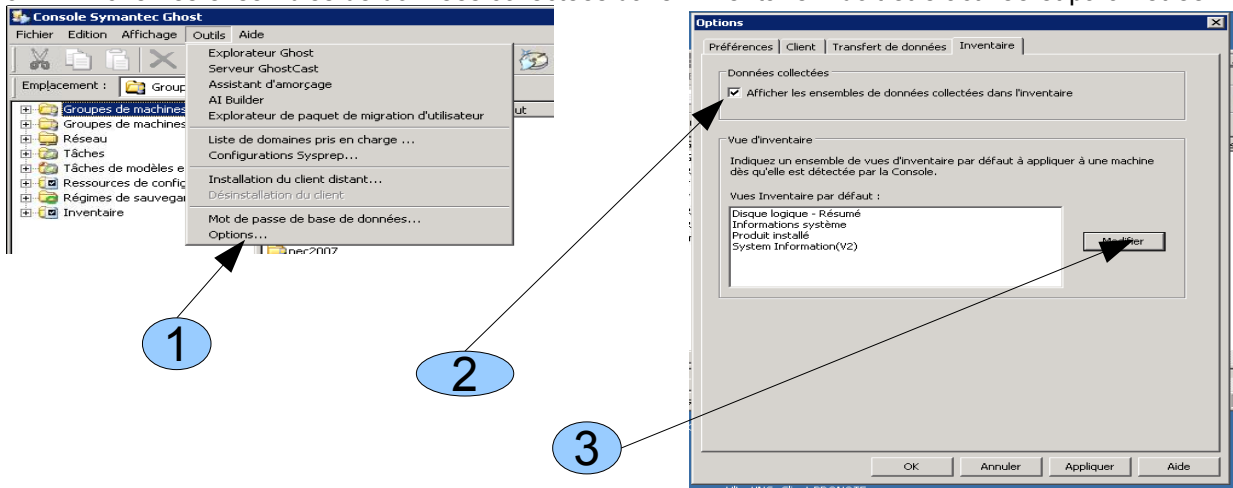 Console Symantec Ghost
Fichier Edition Affichage Outils Aide
Explorateur Ghost
Serveur GhostCast
Assistant d'amorçage
AI Builder
Explorateur de paquet de migration d'utilisateur
Liste de domaines pris en charge ...
Configurations Sysprep...
Installation du client distant...
Désinstallation du client
Mot de passe de base de données...
Options...
Emplacement : Group
ut
Groupes de machines
Groupes de machines
Réseau
Tâches
Tâches de modèles e
Ressources de config
Régimes de sauvegar
Inventaire
nec2007
1
2
3
Options
Préférences Client Transfert de données Inventaire
Données collectées
Afficher les ensembles de données collectées dans l'inventaire
Vue d'inventaire
Indiquez un ensemble de vues d'inventaire par défaut à appliquer à une machine
dès qu'elle est détectée par la Console.
Vues Inventaire par défaut :
Disque logique - Résumé
Informations système
Produit installé
System Information(V2)
Modifier
OK Annuler Appliquer Aide